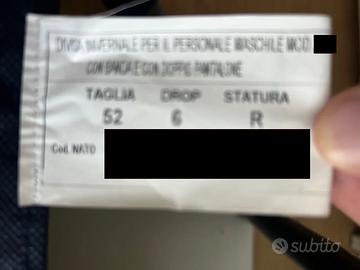 DIVISA INVERNALE PER IL PERSONALE MASCHILE MOD
CON BANDA E CON DOPPIO PANTALONE
TAGLIA DROP STATURA
52 6 R
Cod. NATO
subito